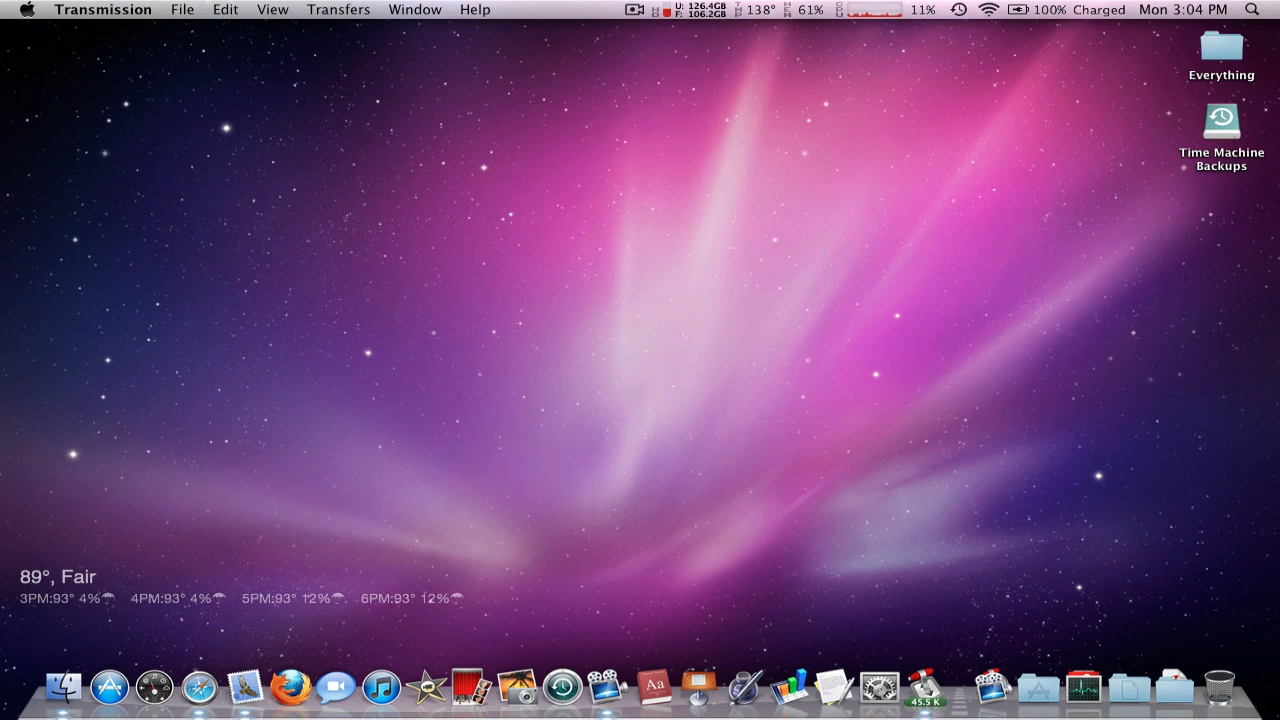 Transmission File Edit View Transfers Window Help U: 126.4GB 138° 61% 11% 100% Charged Mon 3:04 PM
F: 106.2GB
Everything
Time Machine
Backups
89°, Fair
3PM:93° 4% 4PM:93° 4% 5PM:93° 12% 6PM:93° 12%
Aa
45.5 K